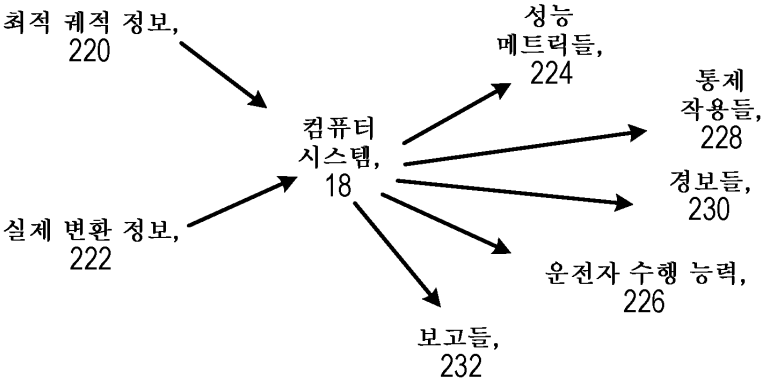 최적 궤적 정보,
220
실제 변환 정보,
222
컴퓨터
시스템,
18
성능
메트릭들,
224
통제
작용들,
228
경보들,
230
운전자 수행 능력,
226
보고들,
232